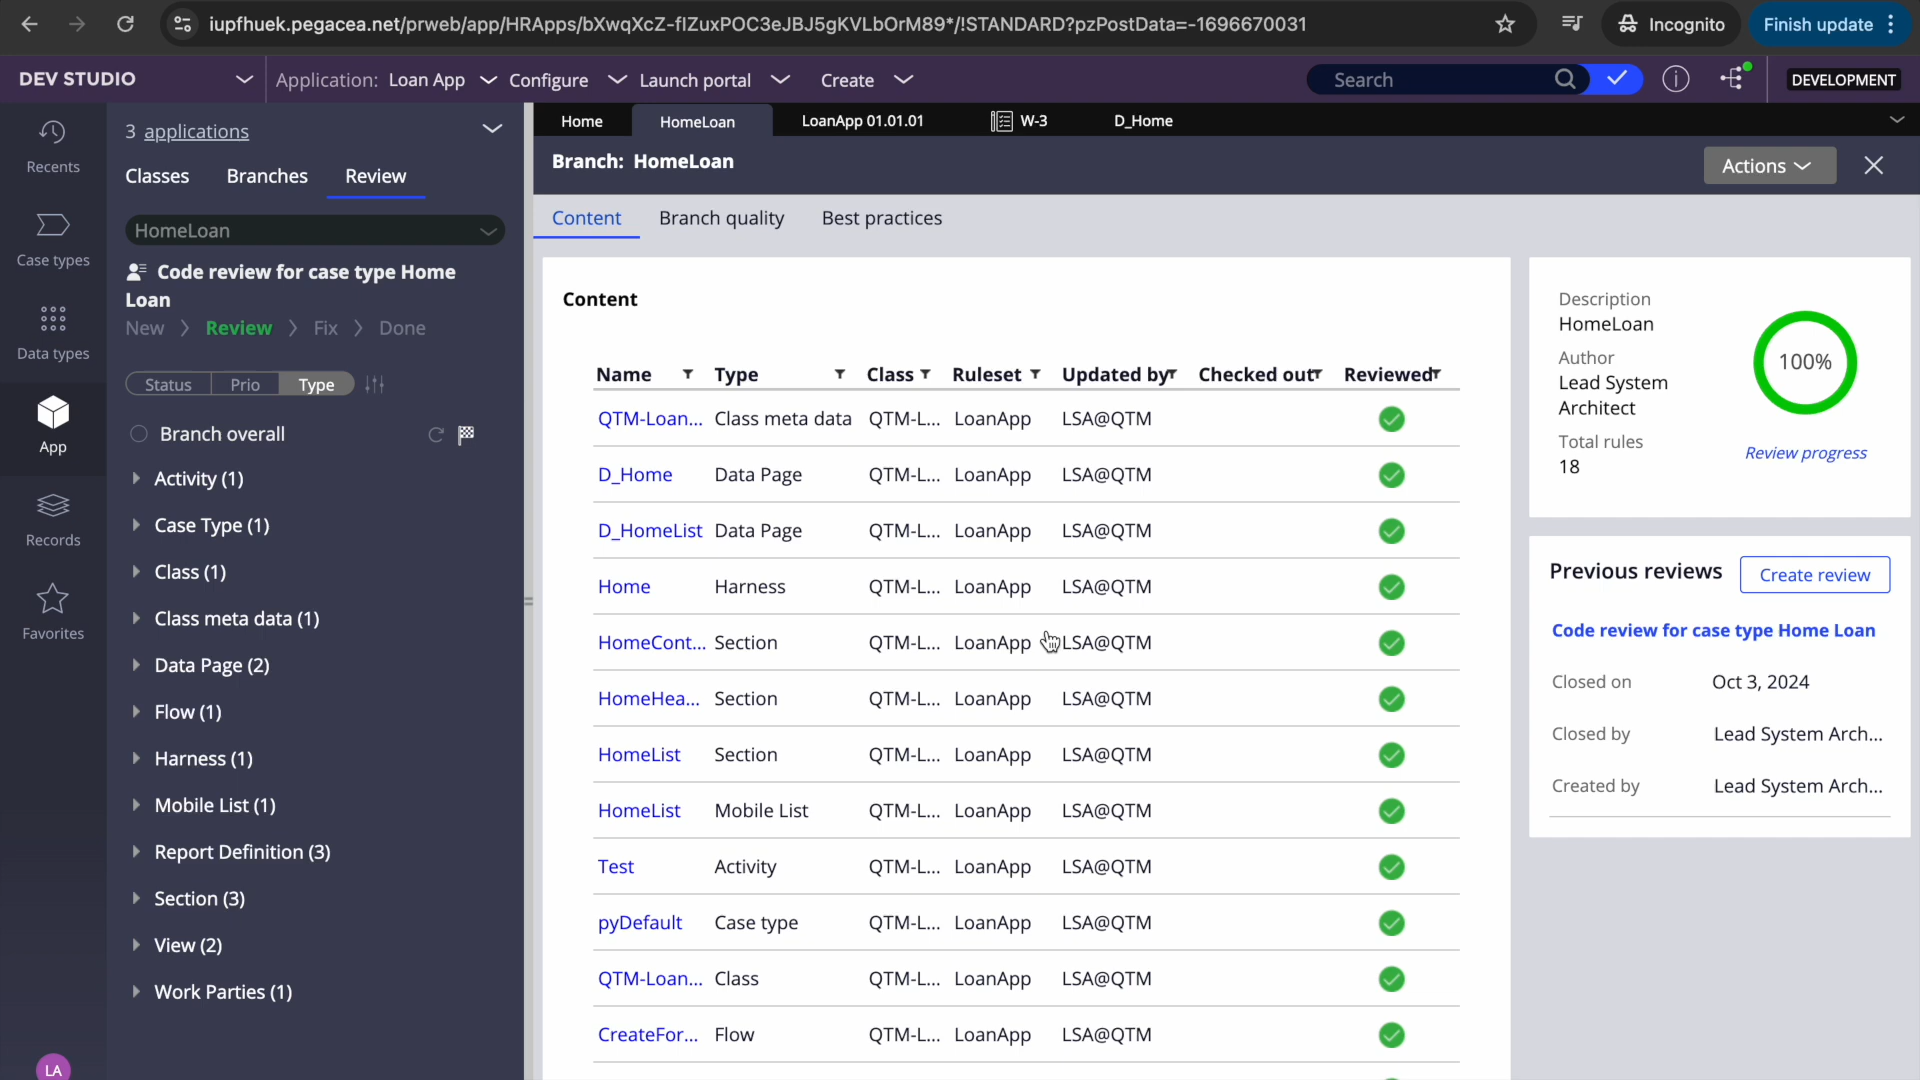 iupfhuek.pegacea.net/prweb/app/HRApps/bXwqXcZ-fIZuxPOC3eJBJ5gKVLbOrM89*/!STANDARD?pzPostData=-1696670031
Incognito
Finish update
DEV STUDIO
Application: Loan App
Configure
Launch portal
Create
Search
DEVELOPMENT
Recents
Case types
Data types
App
Records
Favorites
LA
3 applications
Classes
Branches
Review
HomeLoan
Code review for case type Home
Loan
New
Review
Fix
Done
Status
Prio
Type
Branch overall
Activity (1)
Case Type (1)
Class (1)
Class meta data (1)
Data Page (2)
Flow (1)
Harness (1)
Mobile List (1)
Report Definition (3)
Section (3)
View (2)
Work Parties (1)
Home
HomeLoan
LoanApp 01.01.01
W-3
D_Home
Branch: HomeLoan
Actions
Content
Branch quality
Best practices
Content
Name Type Class Ruleset Updated by Checked out Reviewed
QTM-Loan... Class meta data QTM-L... LoanApp LSA@QTM
D_Home Data Page QTM-L... LoanApp LSA@QTM
D_HomeList Data Page QTM-L... LoanApp LSA@QTM
Home Harness QTM-L... LoanApp LSA@QTM
HomeCont... Section QTM-L... LoanApp LSA@QTM
HomeHea... Section QTM-L... LoanApp LSA@QTM
HomeList Section QTM-L... LoanApp LSA@QTM
HomeList Mobile List QTM-L... LoanApp LSA@QTM
Test Activity QTM-L... LoanApp LSA@QTM
pyDefault Case type QTM-L... LoanApp LSA@QTM
QTM-Loan... Class QTM-L... LoanApp LSA@QTM
CreateFor... Flow QTM-L... LoanApp LSA@QTM
Description
HomeLoan
Author
Lead System
Architect
Total rules
18
100%
Review progress
Previous reviews
Create review
Code review for case type Home Loan
Closed on Oct 3, 2024
Closed by Lead System Arch...
Created by Lead System Arch...